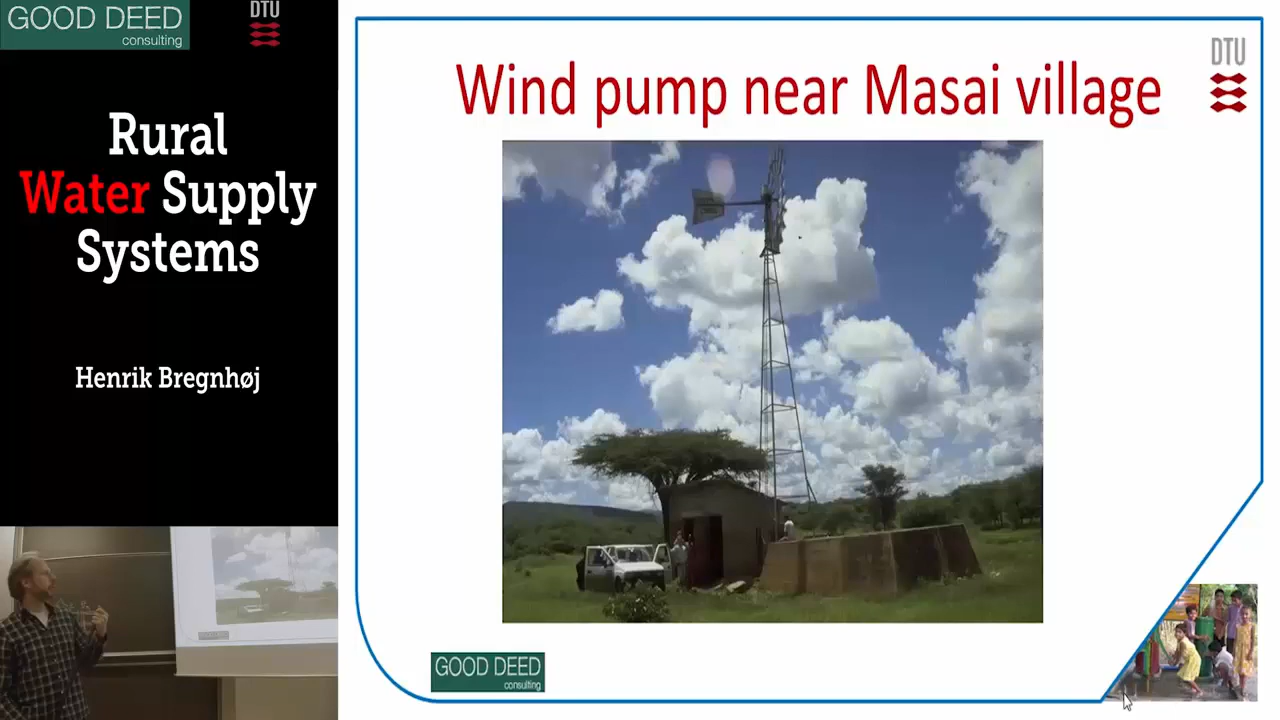 GOOD DEED
consulting
DTU
Rural
Water Supply
Systems
Henrik Bregnhøj
Wind pump near Masai village
DTU
GOOD DEED
consulting